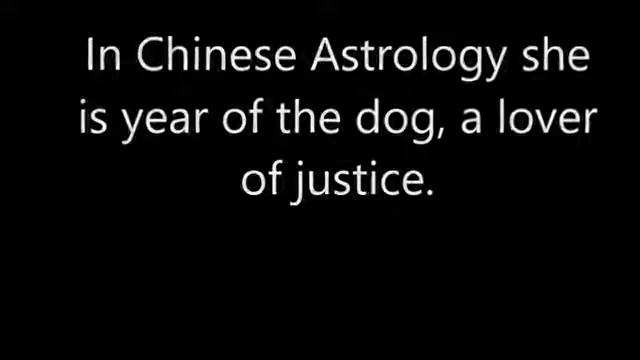 In Chinese Astrology she
is year of the dog, a lover
of justice.